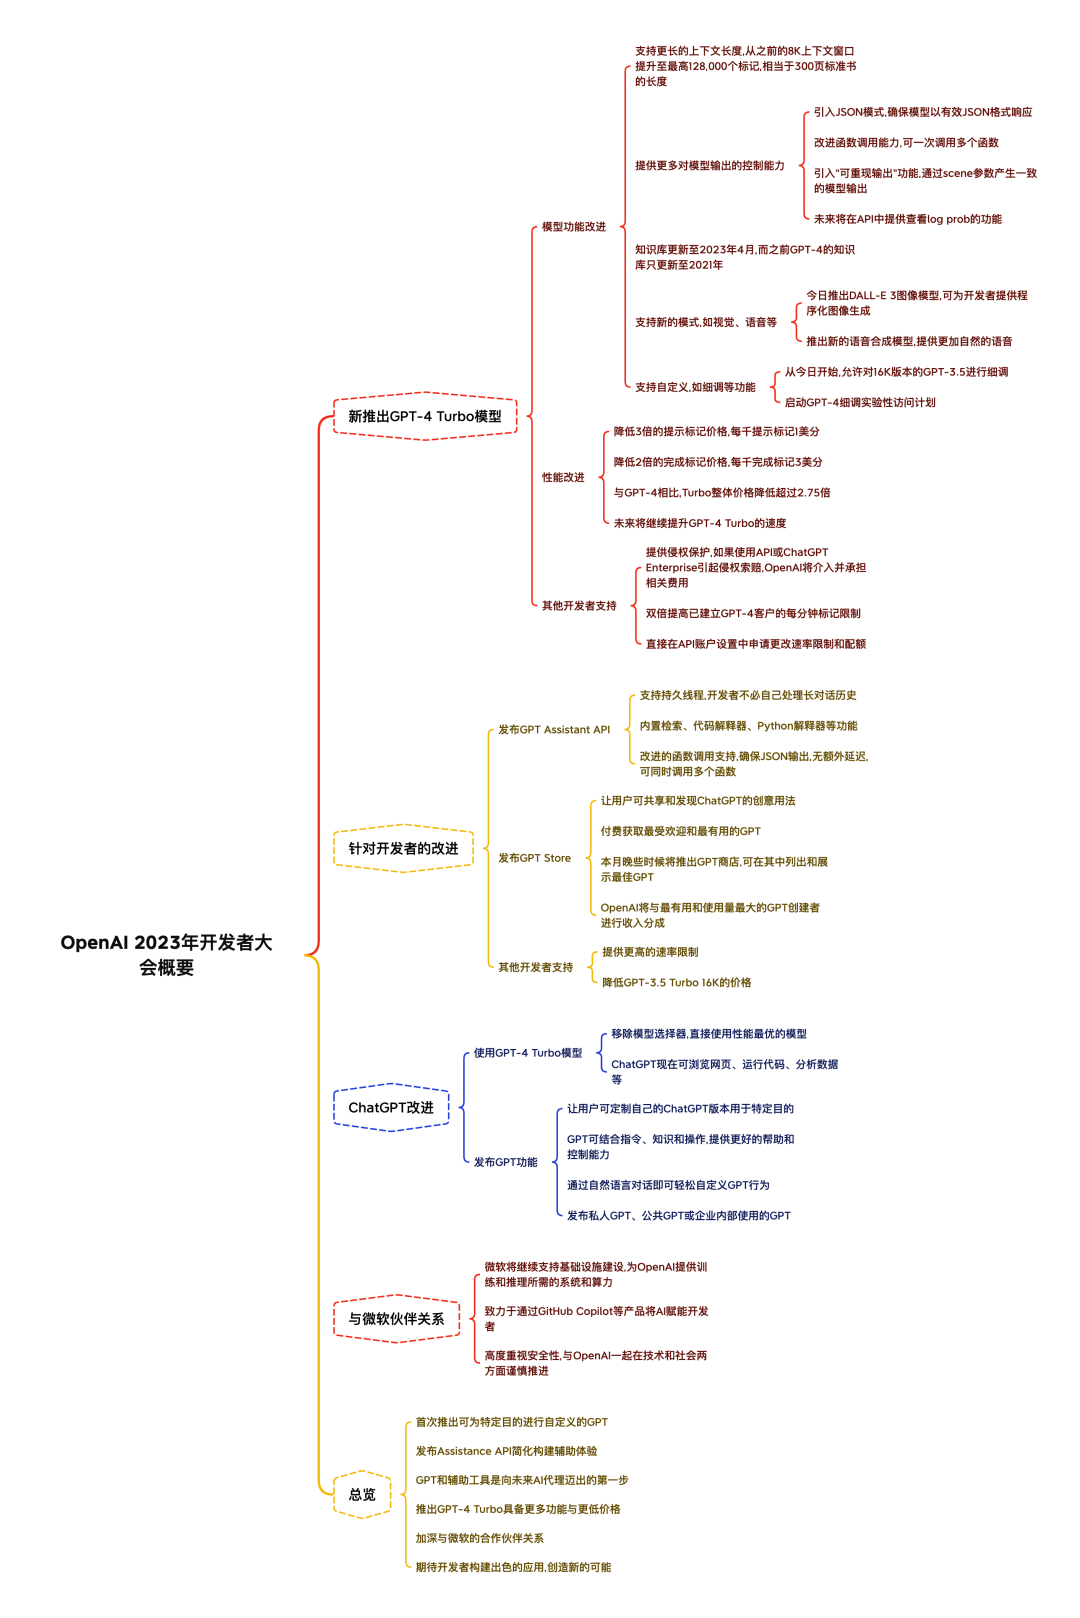 OpenAI 2023年开发者大
会概要
新推出GPT-4 Turbo模型
模型功能改进
支持更长的上下文长度,从之前的8K上下文窗口
提升至最高128,000个标记,相当于300页标准书
的长度
提供更多对模型输出的控制能力
引入JSON模式,确保模型以有效JSON格式响应
改进函数调用能力,可一次调用多个函数
引入"可重现输出"功能,通过scene参数产生一致
的模型输出
未来将在API中提供查看log prob的功能
知识库更新至2023年4月,而之前GPT-4的知识
库只更新至2021年
支持新的模式,如视觉、语音等
今日推出DALL-E 3图像模型,可为开发者提供程
序化图像生成
推出新的语音合成模型,提供更加自然的语音
支持自定义,如细调等功能
从今日开始,允许对16K版本的GPT-3.5进行细调
启动GPT-4细调实验性访问计划
性能改进
降低3倍的提示标记价格,每千提示标记1美分
降低2倍的完成标记价格,每千完成标记3美分
与GPT-4相比,Turbo整体价格降低超过2.75倍
未来将继续提升GPT-4 Turbo的速度
其他开发者支持
提供侵权保护,如果使用API或ChatGPT
Enterprise引起侵权索赔,OpenAI将介入并承担
相关费用
双倍提高已建立GPT-4客户的每分钟标记限制
直接在API账户设置中申请更改速率限制和配额
针对开发者的改进
发布GPT Assistant API
支持持久线程,开发者不必自己处理长对话历史
内置检索、代码解释器、Python解释器等功能
改进的函数调用支持,确保JSON输出,无额外延迟,
可同时调用多个函数
发布GPT Store
让用户可共享和发现ChatGPT的创意用法
付费获取最受欢迎和最有用的GPT
本月晚些时候将推出GPT商店,可在其中列出和展
示最佳GPT
OpenAI将与最有用和使用量最大的GPT创建者
进行收入分成
其他开发者支持
提供更高的速率限制
降低GPT-3.5 Turbo 16K的价格
ChatGPT改进
使用GPT-4 Turbo模型
移除模型选择器,直接使用性能最优的模型
ChatGPT现在可浏览网页、运行代码、分析数据
等
发布GPT功能
让用户可定制自己的ChatGPT版本用于特定目的
GPT可结合指令、知识和操作,提供更好的帮助和
控制能力
通过自然语言对话即可轻松自定义GPT行为
发布私人GPT、公共GPT或企业内部使用的GPT
与微软伙伴关系
微软将继续支持基础设施建设,为OpenAI提供训
练和推理所需的系统和算力
致力于通过GitHub Copilot等产品将AI赋能开发
者
高度重视安全性,与OpenAI一起在技术和社会两
方面谨慎推进
总览
首次推出可为特定目的进行自定义的GPT
发布Assistance API简化构建辅助体验
GPT和辅助工具是向未来AI代理迈出的第一步
推出GPT-4 Turbo具备更多功能与更低价格
加深与微软的合作伙伴关系
期待开发者构建出色的应用,创造新的可能